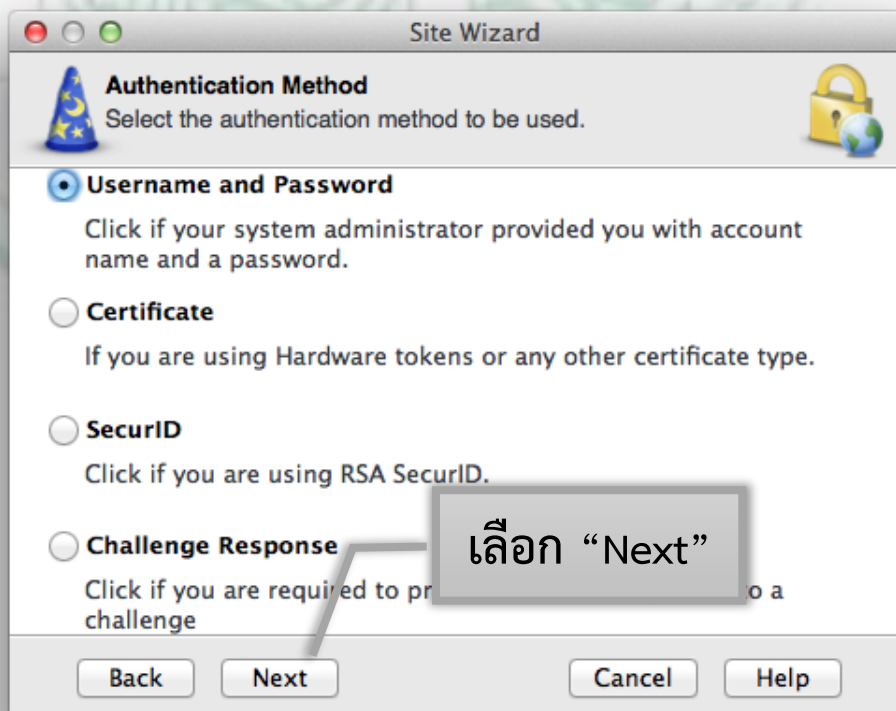 Site Wizard
Authentication Method
Select the authentication method to be used.
Username and Password
Click if your system administrator provided you with account
name and a password.
Certificate
If you are using Hardware tokens or any other certificate type.
SecurID
Click if you are using RSA SecurID.
Challenge Response
เลือก “Next”
Click if you are required to pr o a
challenge
Back Next Cancel Help